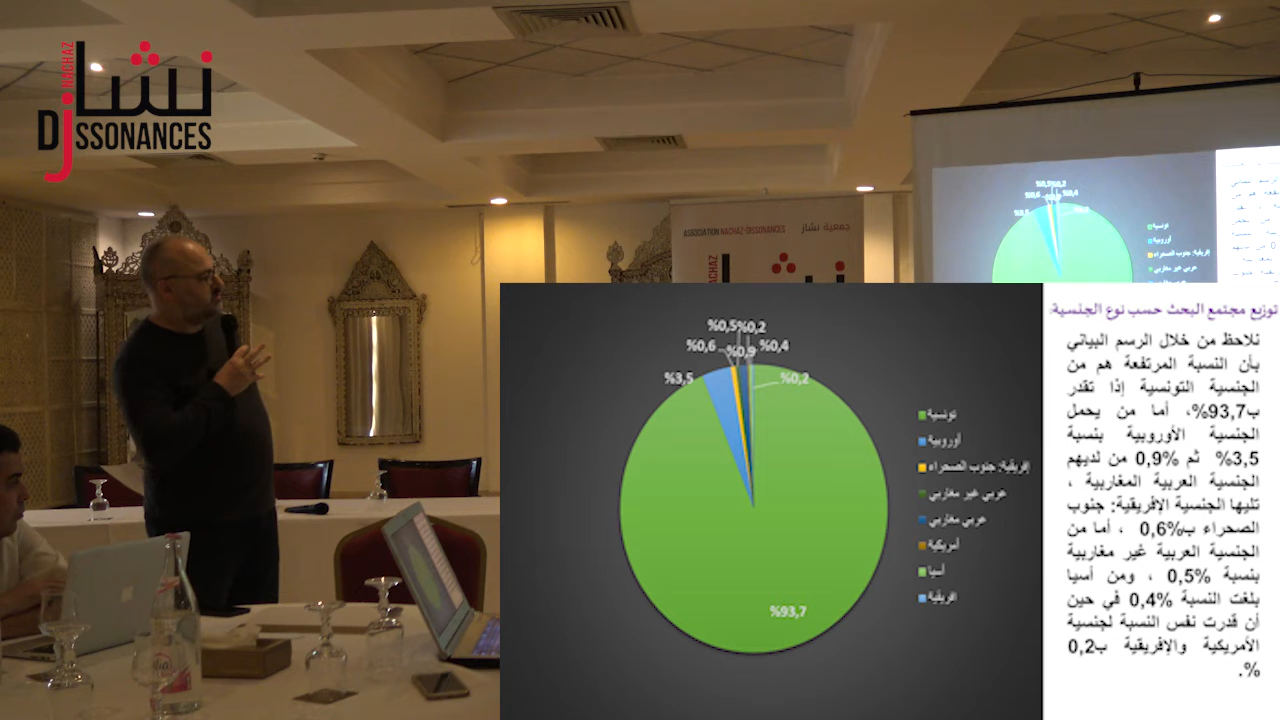 NACHAZ
نشاز
DjSSONANCES
ASSOCIATION NACHAZ-DISSONANCES
جمعية نشاز
NACHAZ
%0,5
%0,2
%0,6
%0,9
%0,4
%3,5
%0,2
%93,7
تونسية
أوروبية
إفريقية: جنوب الصحراء
عربي غير مغاربي
عربي مغاربي
أمريكية
آسيا
افريقية
توزيع مجتمع البحث حسب نوع الجنسية:
نلاحظ من خلال الرسم البياني
بأن النسبة المرتفعة هم من
الجنسية التونسية إذا تقدر
ب93,7%، أما من يحمل
الجنسية الأوروبية بنسبة
3,5% ثم 0,9% من لديهم
الجنسية العربية المغاربية ،
تليها الجنسية الإفريقية: جنوب
الصحراء ب0,6% ، أما من
الجنسية العربية غير مغاربية
بنسبة 0,5% ، ومن أسيا
بلغت النسبة 0,4% في حين
أن قدرت نفس النسبة لجنسية
الأمريكية والإفريقية ب0,2
%.